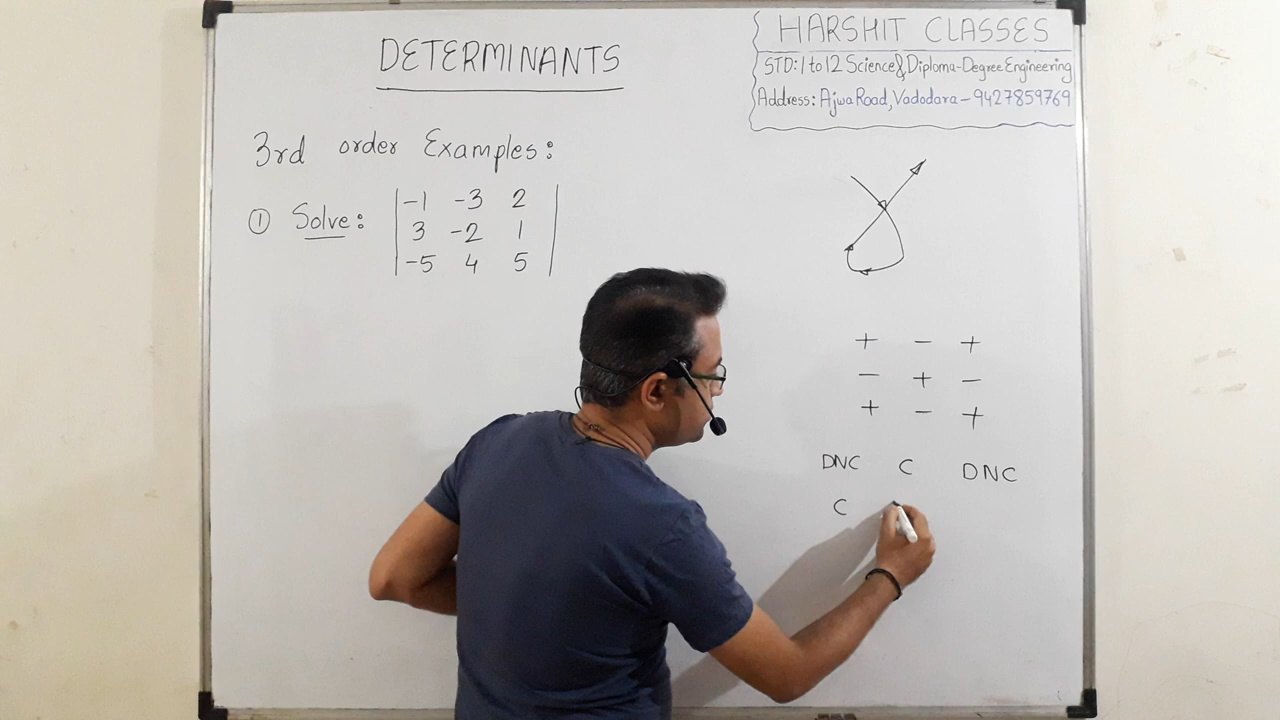 DETERMINANTS
HARSHIT CLASSES
STD: 1 to 12 Science & Diploma-Degree Engineering
Address: Ajwa Road, Vadodara - 9427859769
3rd order Examples:
① Solve:
-1 -3 2
3 -2 1
-5 4 5
+ - +
- + -
+ - +
DNC C DNC
C